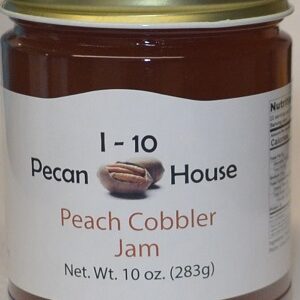 I - 10
Pecan House
Peach Cobbler
Jam
Net. Wt. 10 oz. (283g)